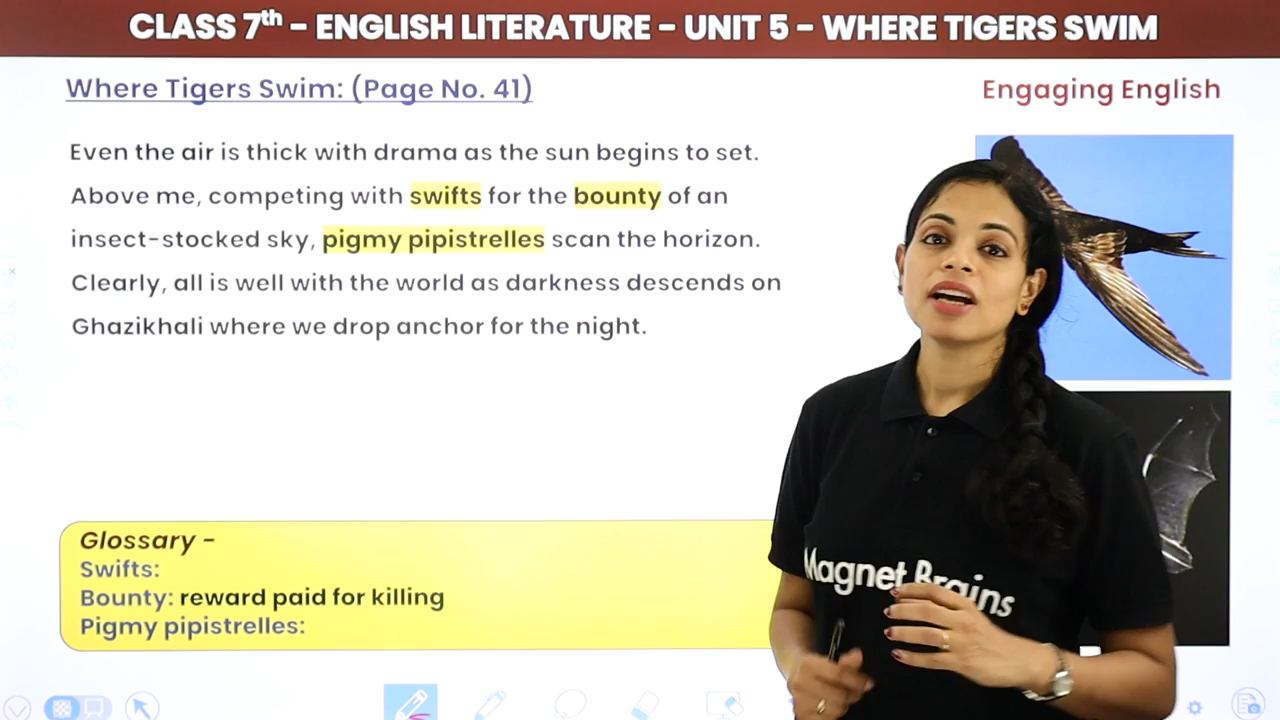 CLASS 7th - ENGLISH LITERATURE - UNIT 5 - WHERE TIGERS SWIM
Where Tigers Swim: (Page No. 41)
Engaging English
Even the air is thick with drama as the sun begins to set.
Above me, competing with swifts for the bounty of an
insect-stocked sky, pigmy pipistrelles scan the horizon.
Clearly, all is well with the world as darkness descends on
Ghazikhali where we drop anchor for the night.
Glossary -
Swifts:
Bounty: reward paid for killing
Pigmy pipistrelles:
Magnet Brains